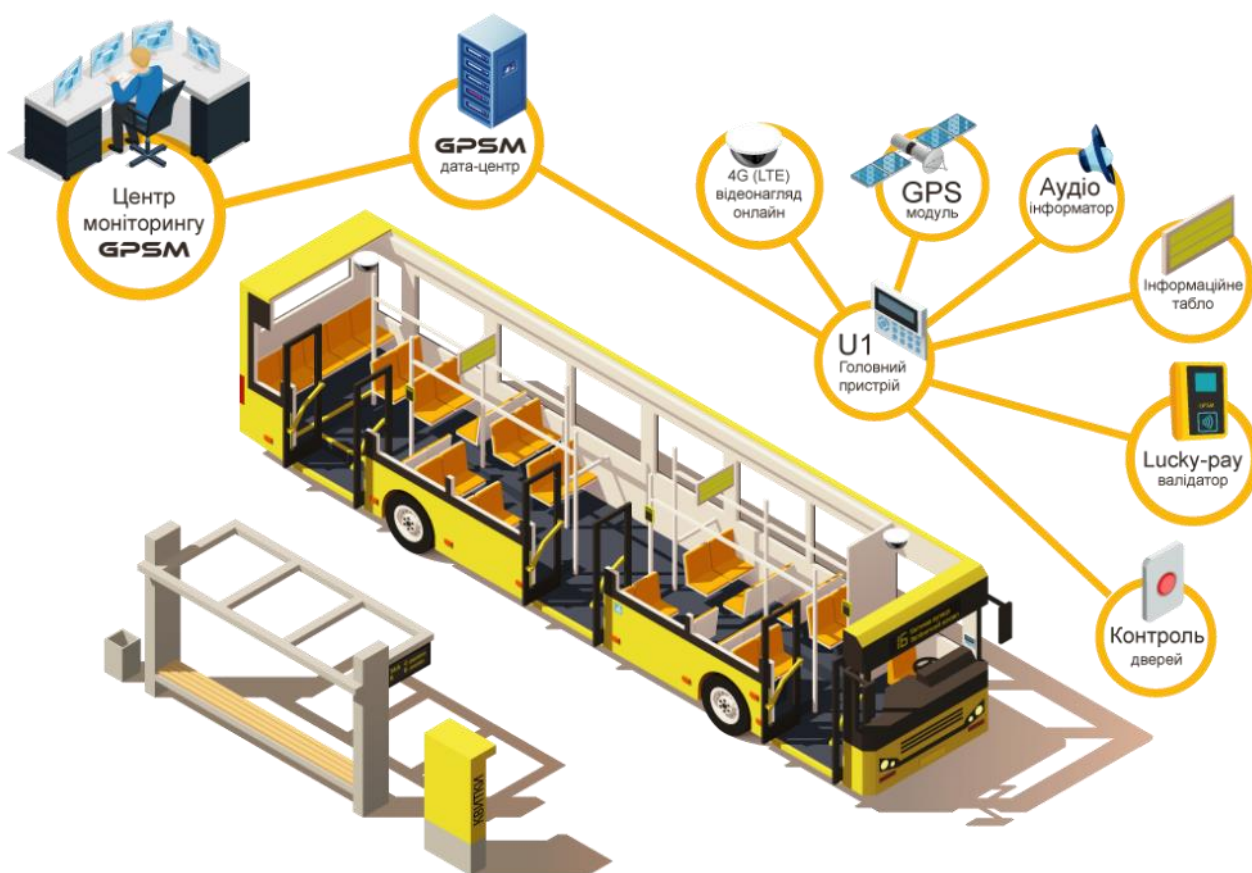 Центр
моніторингу
GPSM
GPSM
дата-центр
4G (LTE)
відеонагляд
онлайн
GPS
модуль
Аудіо
інформатор
Інформаційне
табло
U1
Головний
пристрій
GPSM
Lucky-pay
валідатор
Контроль
дверей
КВИТКИ